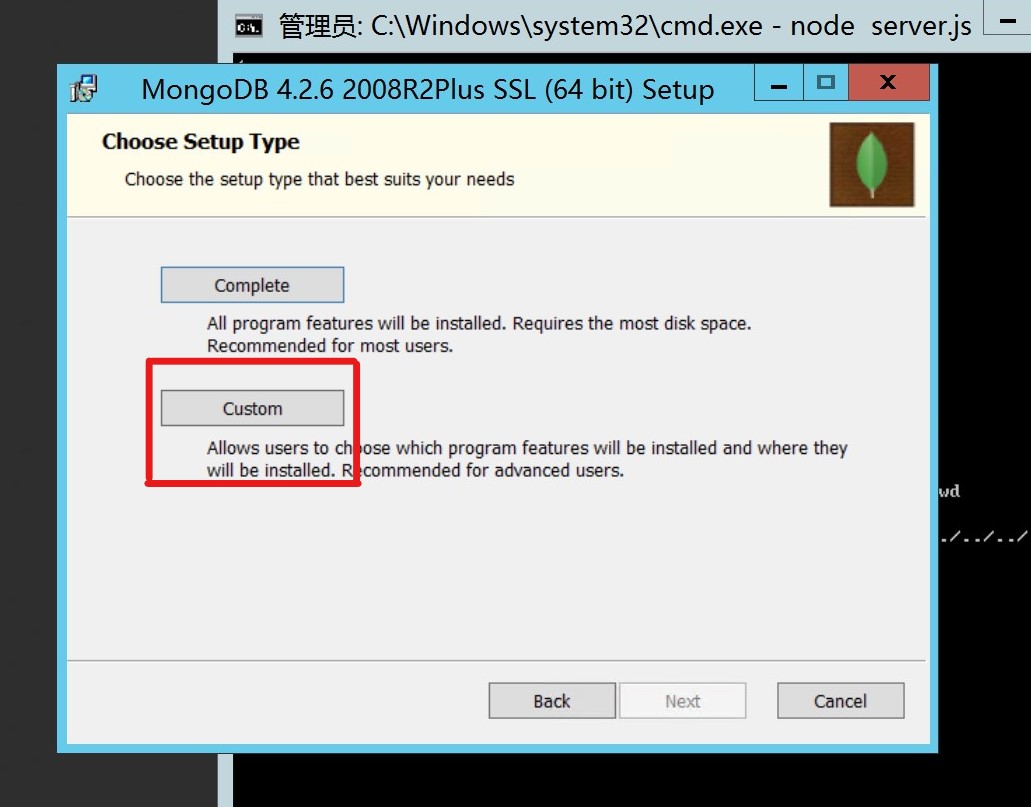 管理员: C:\Windows\system32\cmd.exe - node  server.js
MongoDB 4.2.6 2008R2Plus SSL (64 bit) Setup
Choose Setup Type
Choose the setup type that best suits your needs
Complete
All program features will be installed. Requires the most disk space.
Recommended for most users.
Custom
Allows users to choose which program features will be installed and where they
will be installed. Recommended for advanced users.
wd
./../../
Back
Next
Cancel